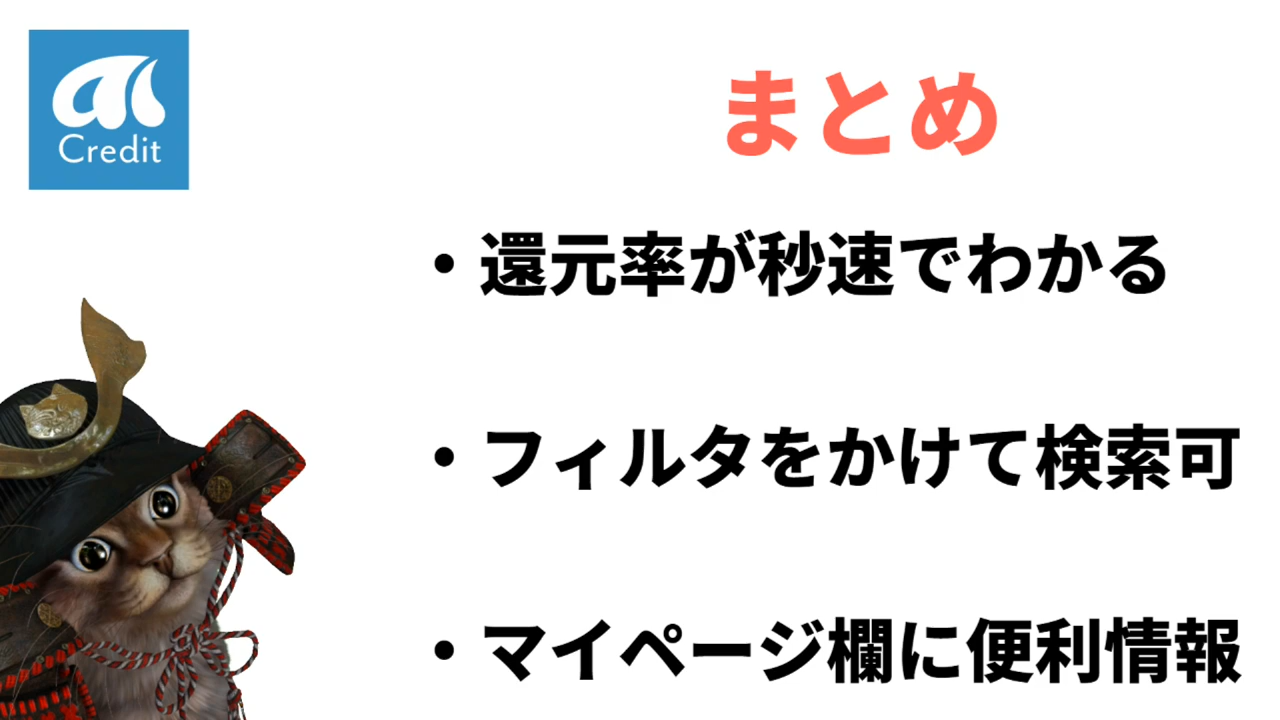 Credit
まとめ
・還元率が秒速でわかる
・フィルタをかけて検索可
・マイページ欄に便利情報